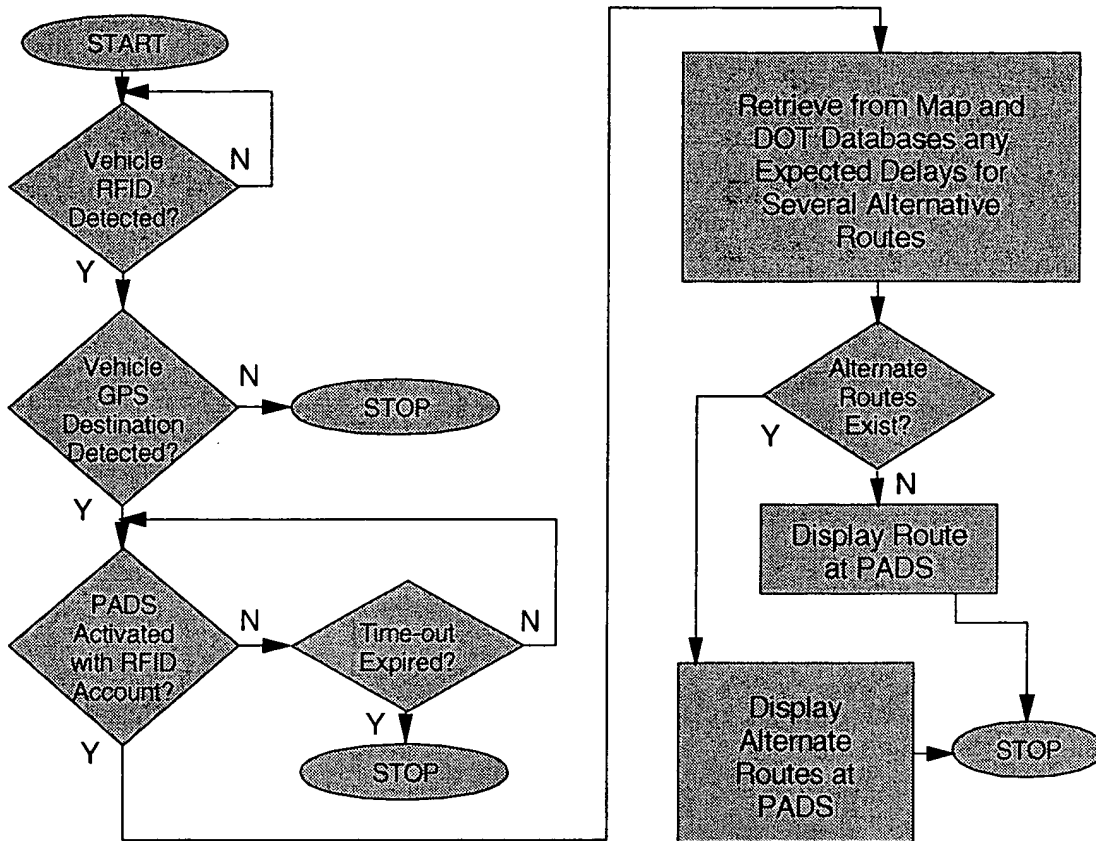 START
Vehicle
RFID
Detected?
N
Y
Vehicle
GPS
Destination
Detected?
N
STOP
Y
PADS
Activated
with RFID
Account?
N
Time-out
Expired?
N
Y
STOP
Y
Retrieve from Map and
DOT Databases any
Expected Delays for
Several Alternative
Routes
Alternate
Routes
Exist?
Y
N
Display Route
at PADS
Display
Alternate
Routes at
PADS
STOP